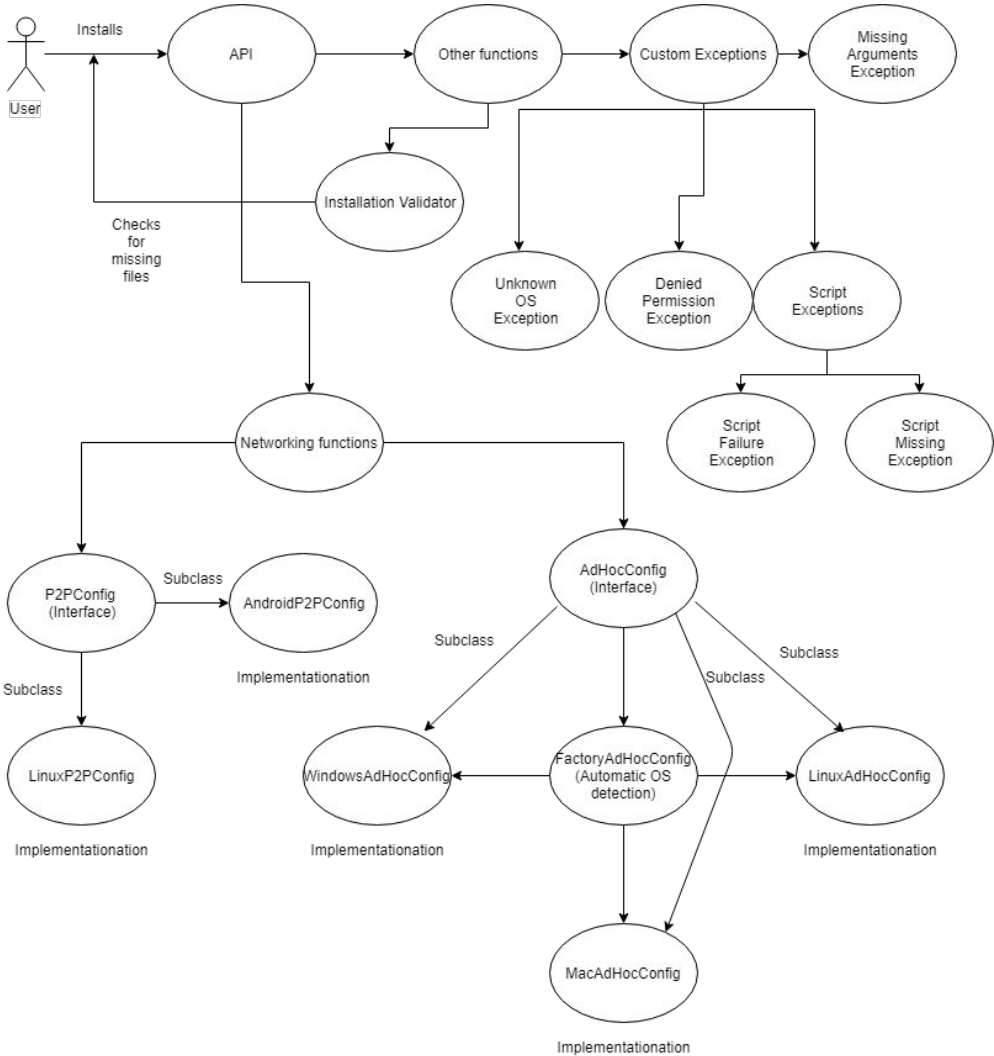 Installs
User
API
Other functions
Custom Exceptions
Missing
Arguments
Exception
Installation Validator
Checks
for
missing
files
Unknown
OS
Exception
Denied
Permission
Exception
Script
Exceptions
Networking functions
Script
Failure
Exception
Script
Missing
Exception
P2PConfig
(Interface)
Subclass
AndroidP2PConfig
Implementationation
AdHocConfig
(Interface)
Subclass
Subclass
Subclass
Subclass
LinuxP2PConfig
Implementationation
WindowsAdHocConfig
Implementationation
FactoryAdHocConfig
(Automatic OS
detection)
LinuxAdHocConfig
Implementationation
MacAdHocConfig
Implementationation